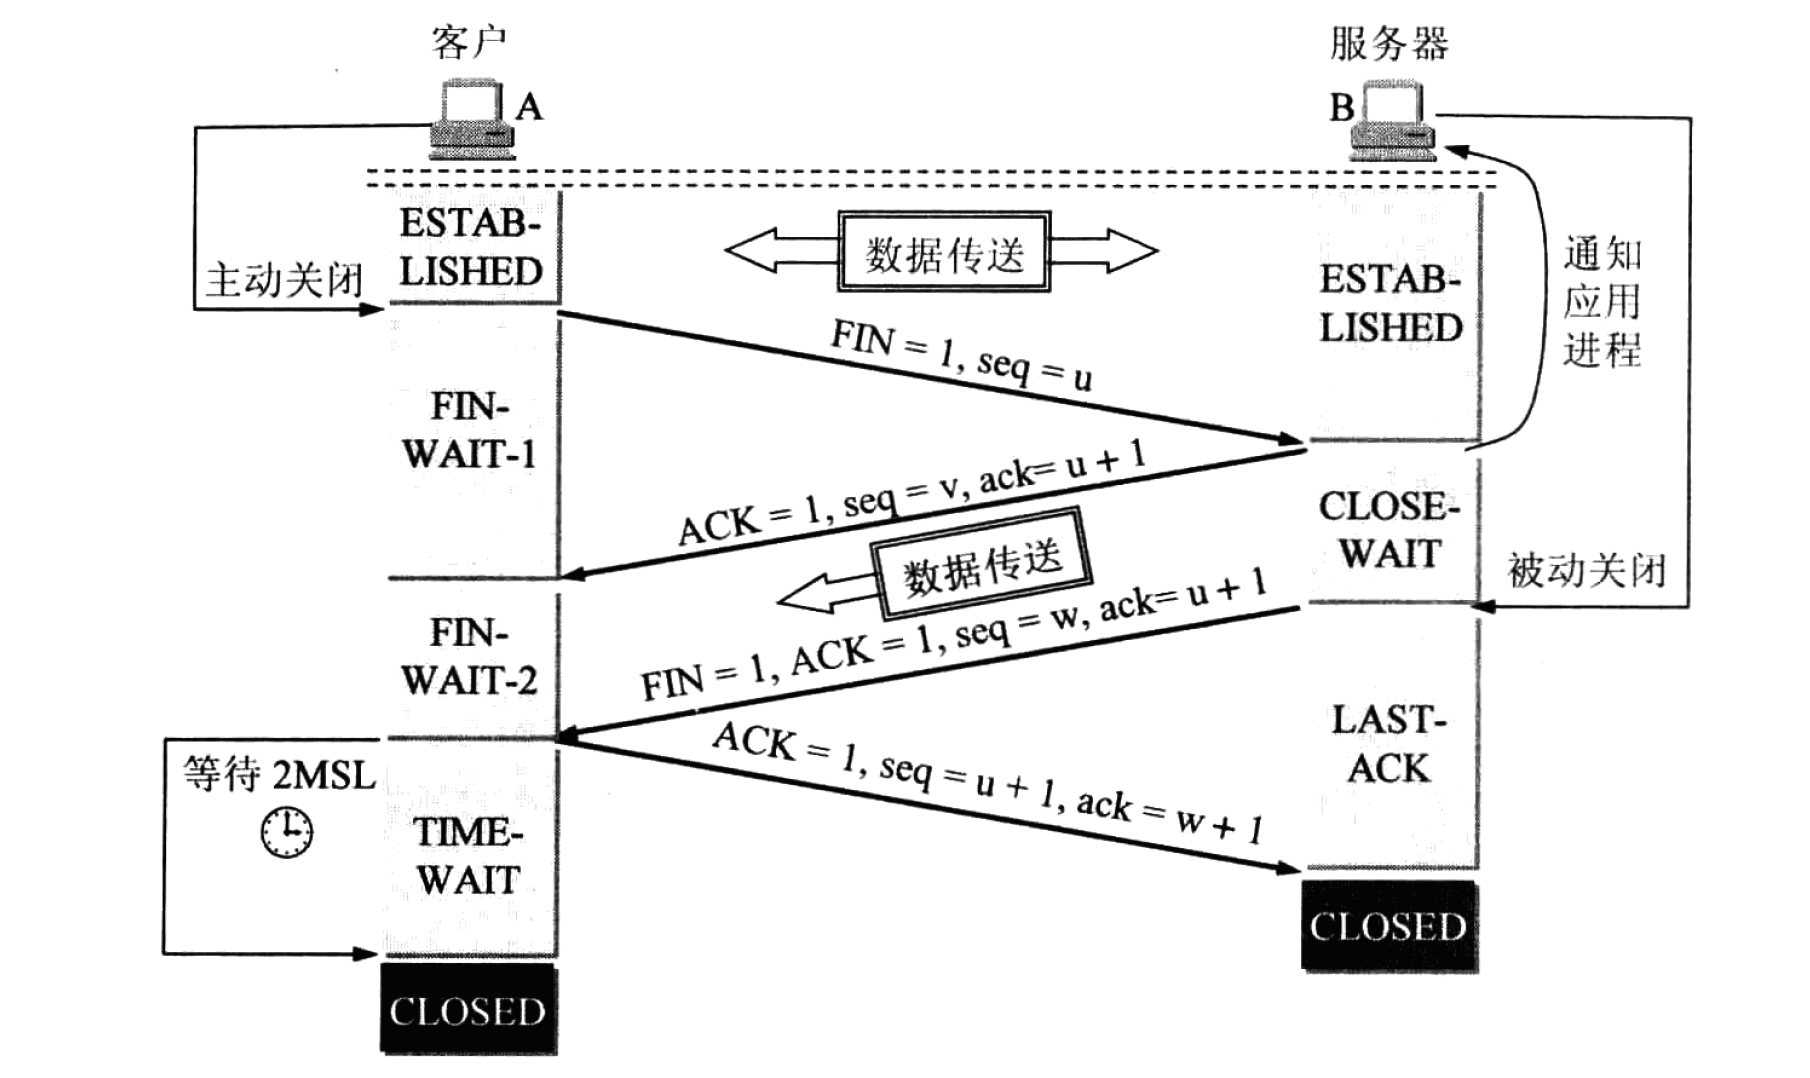 客户
服务器
A
B
ESTAB-
LISHED
主动关闭
数据传送
ESTAB-
LISHED
通知
应用
进程
FIN = 1, seq = u
FIN-
WAIT-1
ACK = 1, seq = v, ack= u + 1
CLOSE-
WAIT
数据传送
被动关闭
FIN = 1, ACK = 1, seq = w, ack= u + 1
FIN-
WAIT-2
ACK = 1, seq = u + 1, ack = w + 1
LAST-
ACK
等待 2MSL
TIME-
WAIT
CLOSED
CLOSED